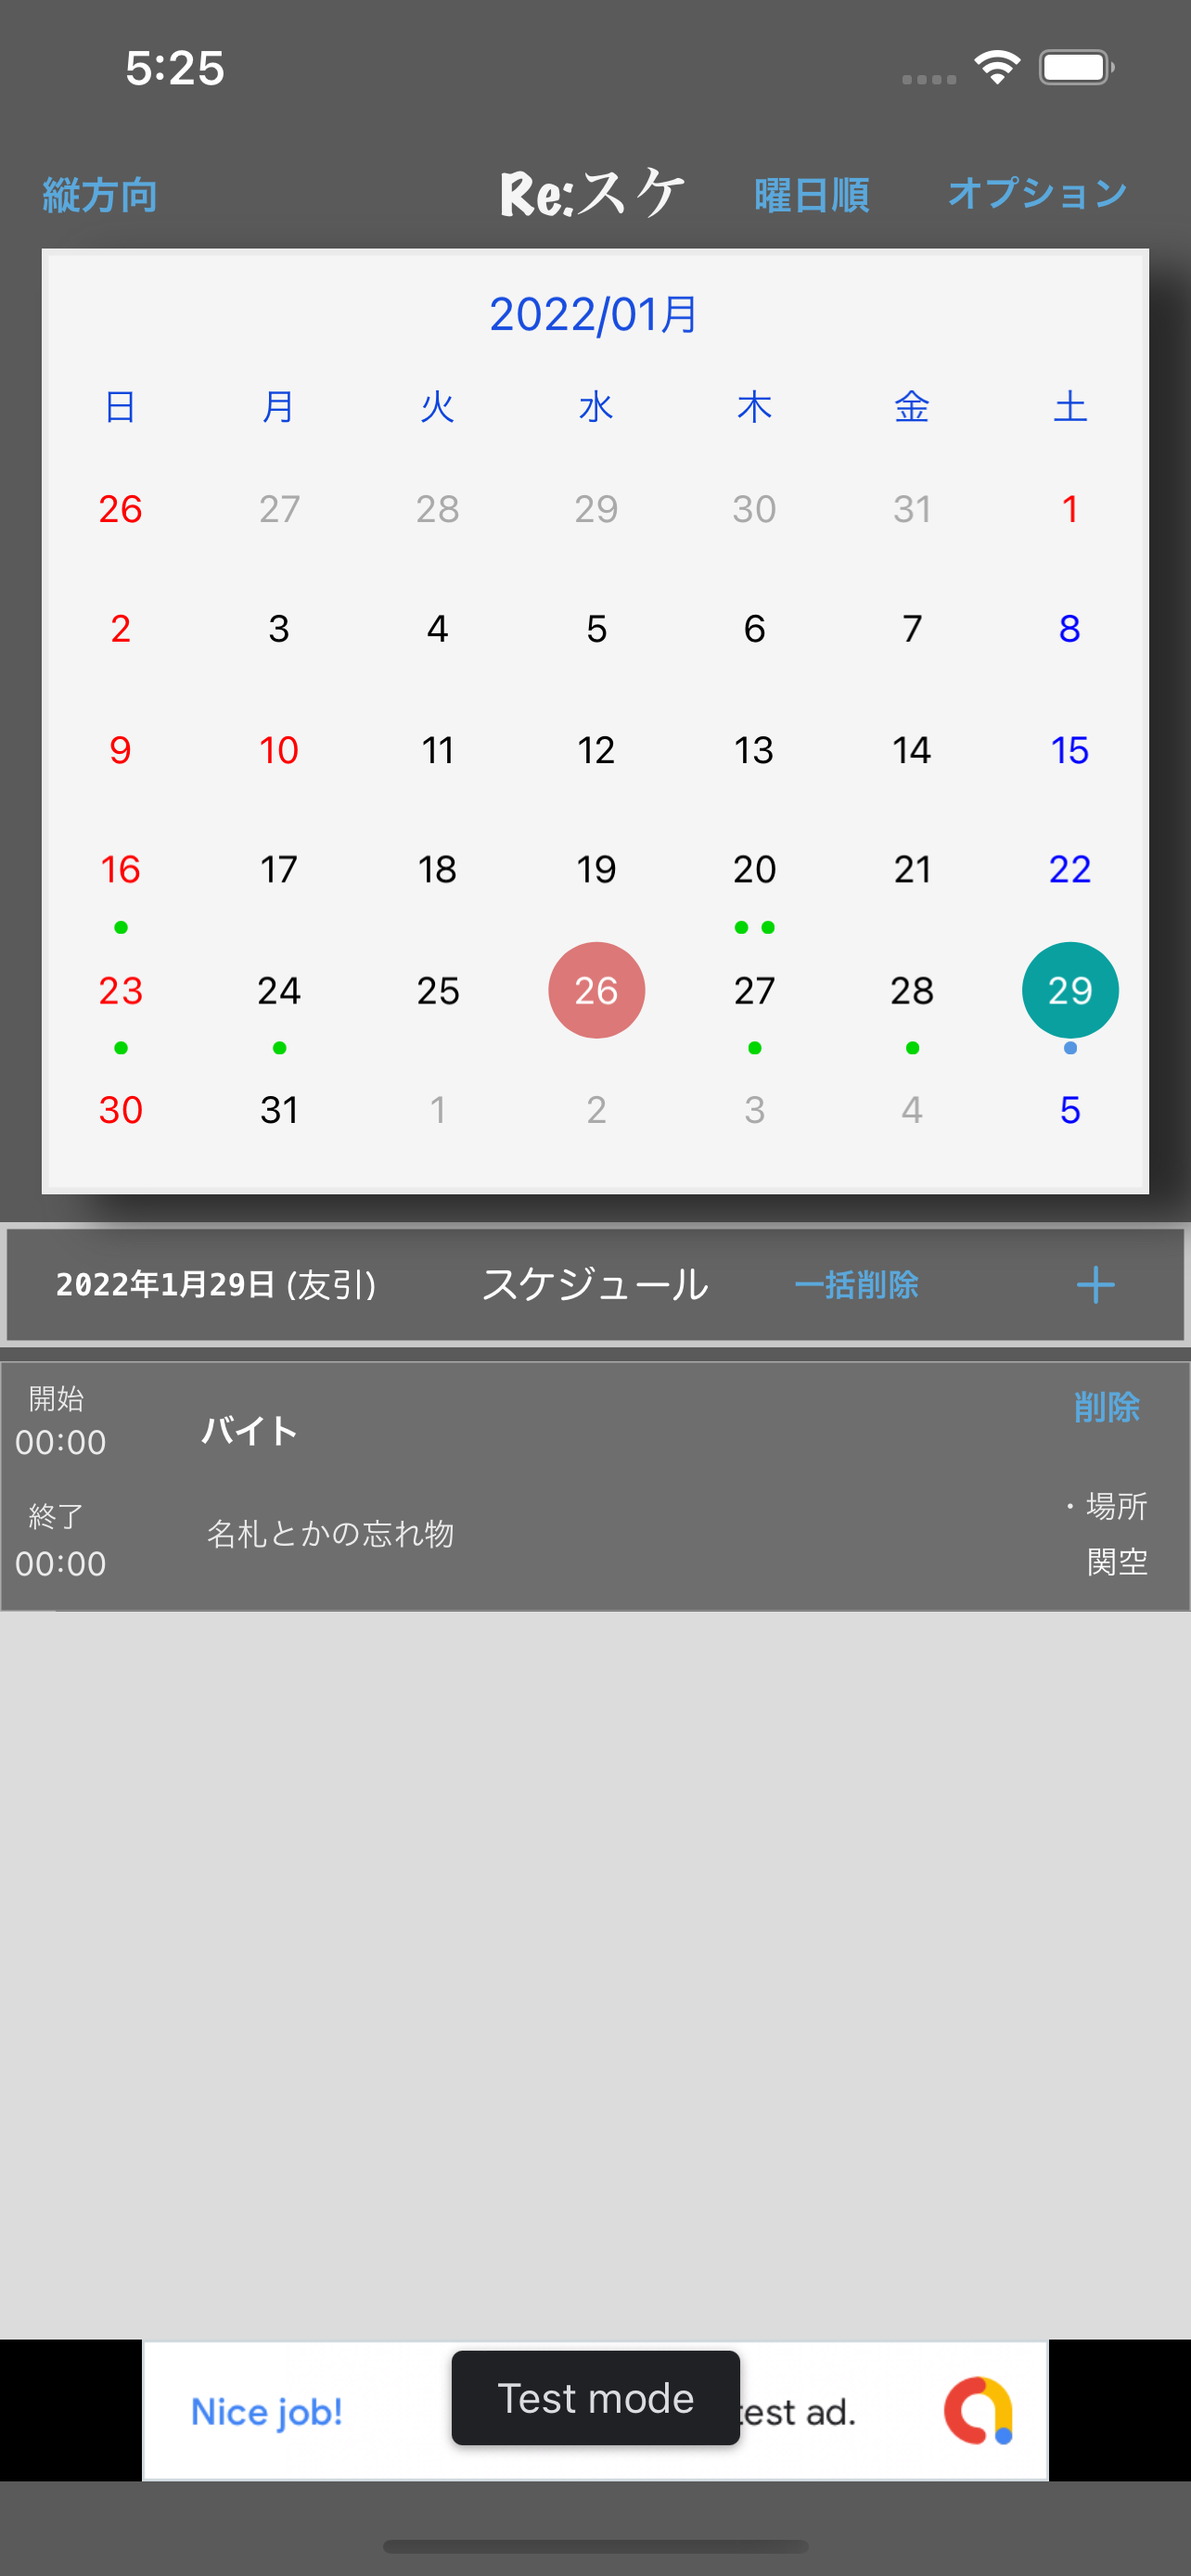 5:25
縦方向 Re:スケ 曜日順 オプション
2022/01月
日 月 火 水 木 金 土
26 27 28 29 30 31 1
2 3 4 5 6 7 8
9 10 11 12 13 14 15
16 17 18 19 20 21 22
23 24 25 26 27 28 29
30 31 1 2 3 4 5
2022年1月29日 (友引) スケジュール 一括削除 +
開始
00:00
バイト
削除
終了
00:00
名札とかの忘れ物
・場所
関空
Nice job! Test mode test ad.